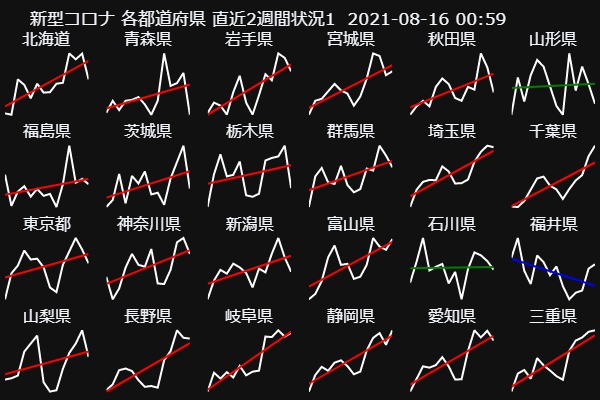 新型コロナ 各都道府県 直近2週間状況1 2021-08-16 00:59
北海道 青森県 岩手県 宮城県 秋田県 山形県
福島県 茨城県 栃木県 群馬県 埼玉県 千葉県
東京都 神奈川県 新潟県 富山県 石川県 福井県
山梨県 長野県 岐阜県 静岡県 愛知県 三重県